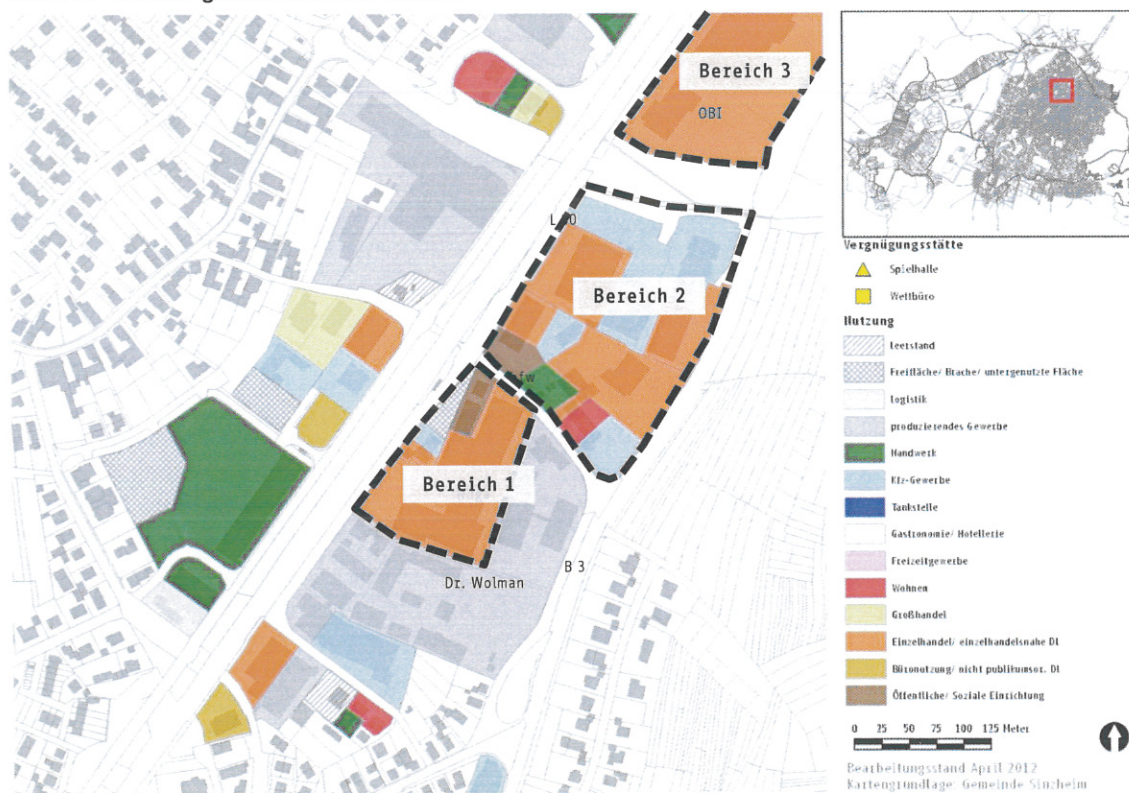 Bereich 3
OBI
Bereich 2
fw
Bereich 1
Dr. Wolman
B 3
Vergnügungsstätte
Spielhalle
Wettbüro
Nutzung
Leerstand
Freifläche/ Brache/ untergenutzte Fläche
Logistik
produzierendes Gewerbe
Handwerk
Kfz-Gewerbe
Tankstelle
Gastronomie/ Hotellerie
Freizeitgewerbe
Wohnen
Großhandel
Einzelhandel/ einzelhandelsnahe Dl
Büronutzung/ nicht publikumsor. Dl
Öffentliche/ Soziale Einrichtung
0 25 50 75 100 125 Meter
Bearbeitungsstand April 2012
Kartengrundlage: Gemeinde Sinzheim